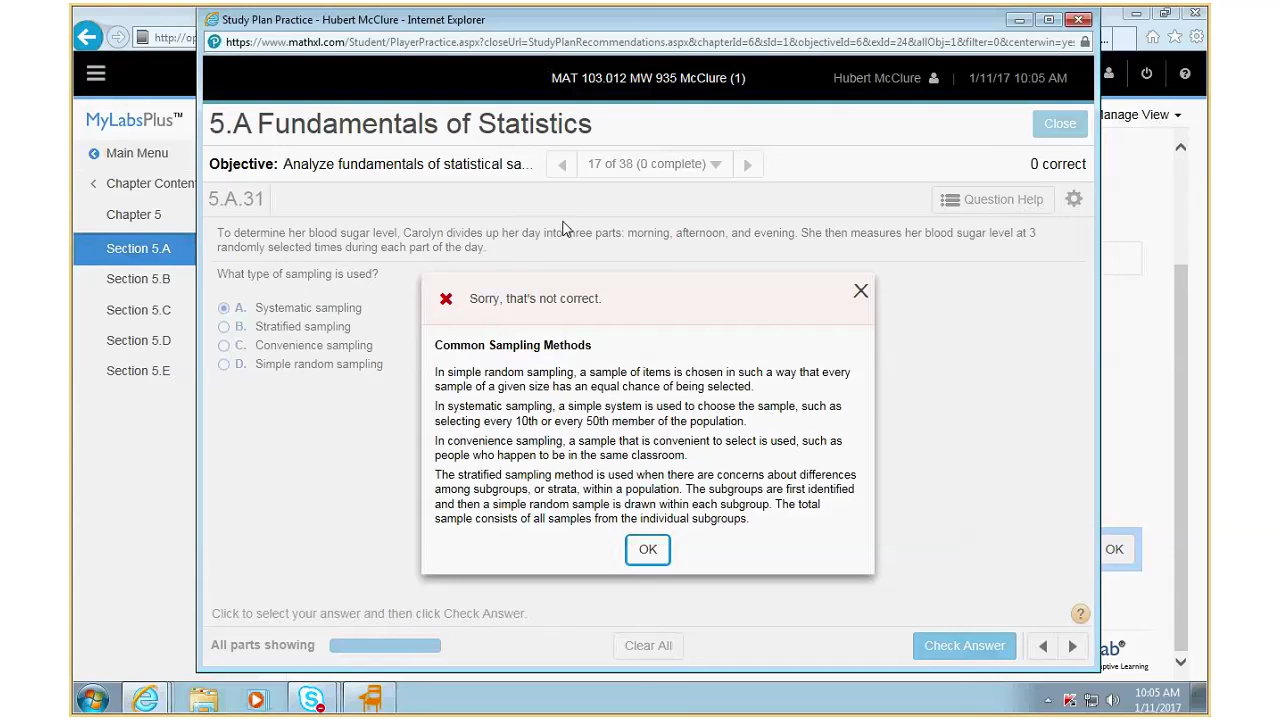 Study Plan Practice - Hubert McClure - Internet Explorer
http://op
https://www.mathxl.com/Student/PlayerPractice.aspx?closeUrl=StudyPlanRecommendations.aspx&chapterId=6&sId=1&objectiveId=6&exId=24&allObj=1&filter=0&centerwin=ye:
...
MAT 103.012 MW 935 McClure (1)
Hubert McClure
1/11/17 10:05 AM
MyLabsPlus™
Main Menu
Chapter Conten
Chapter 5
Section 5.A
Section 5.B
Section 5.C
Section 5.D
Section 5.E
anage View
5.A Fundamentals of Statistics
Close
Objective: Analyze fundamentals of statistical sa...
17 of 38 (0 complete)
0 correct
5.A.31
Question Help
To determine her blood sugar level, Carolyn divides up her day into three parts: morning, afternoon, and evening. She then measures her blood sugar level at 3
randomly selected times during each part of the day.
What type of sampling is used?
A. Systematic sampling
B. Stratified sampling
C. Convenience sampling
D. Simple random sampling
Sorry, that's not correct.
Common Sampling Methods
In simple random sampling, a sample of items is chosen in such a way that every
sample of a given size has an equal chance of being selected.
In systematic sampling, a simple system is used to choose the sample, such as
selecting every 10th or every 50th member of the population.
In convenience sampling, a sample that is convenient to select is used, such as
people who happen to be in the same classroom.
The stratified sampling method is used when there are concerns about differences
among subgroups, or strata, within a population. The subgroups are first identified
and then a simple random sample is drawn within each subgroup. The total
sample consists of all samples from the individual subgroups.
OK
OK
Click to select your answer and then click Check Answer.
?
All parts showing
Clear All
Check Answer
ab®
ptive Learning
10:05 AM
1/11/2017